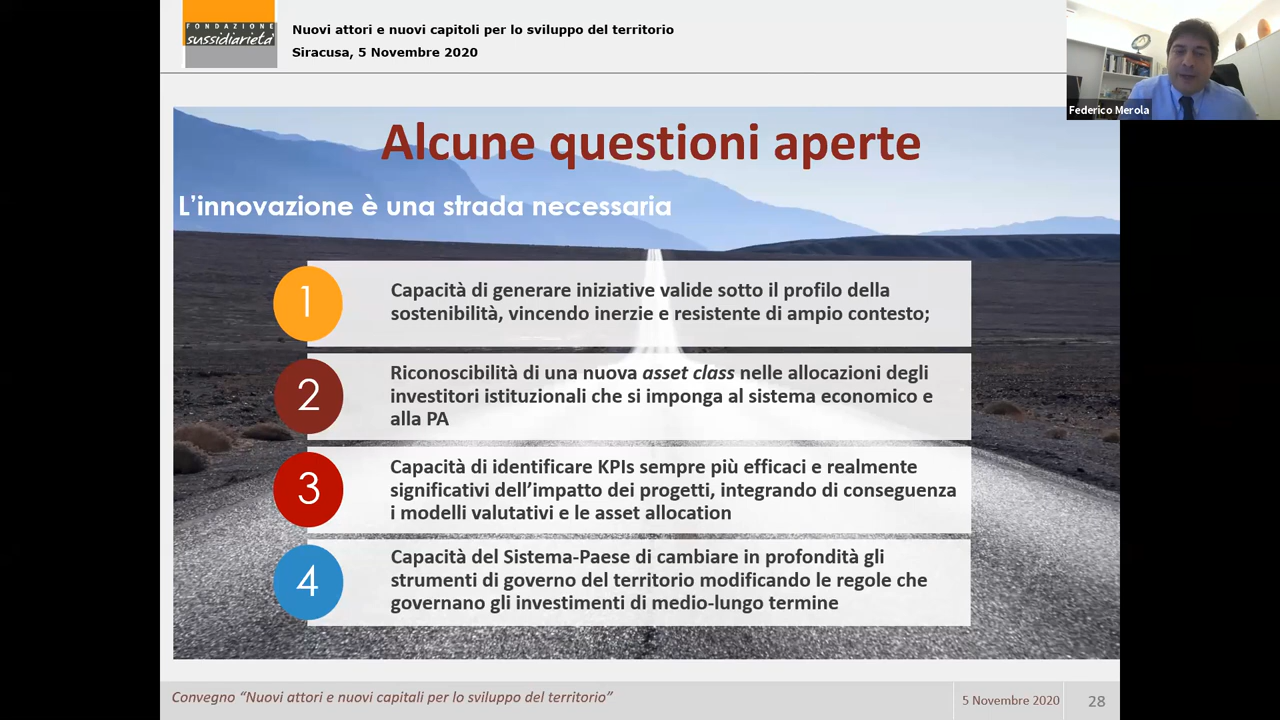 FONDAZIONE
sussidiarietà
Nuovi attori e nuovi capitoli per lo sviluppo del territorio
Siracusa, 5 Novembre 2020
Federico Merola
Alcune questioni aperte
L'innovazione è una strada necessaria
1
Capacità di generare iniziative valide sotto il profilo della
sostenibilità, vincendo inerzie e resistente di ampio contesto;
2
Riconoscibilità di una nuova asset class nelle allocazioni degli
investitori istituzionali che si imponga al sistema economico e
alla PA
3
Capacità di identificare KPIs sempre più efficaci e realmente
significativi dell'impatto dei progetti, integrando di conseguenza
i modelli valutativi e le asset allocation
4
Capacità del Sistema-Paese di cambiare in profondità gli
strumenti di governo del territorio modificando le regole che
governano gli investimenti di medio-lungo termine
Convegno "Nuovi attori e nuovi capitali per lo sviluppo del territorio"
5 Novembre 2020
28